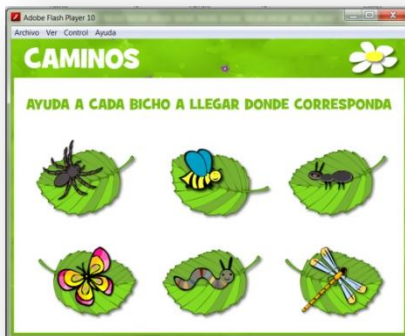 Adobe Flash Player 10
Archivo Ver Control Ayuda
CAMINOS
AYUDA A CADA BICHO A LLEGAR DONDE CORRESPONDA